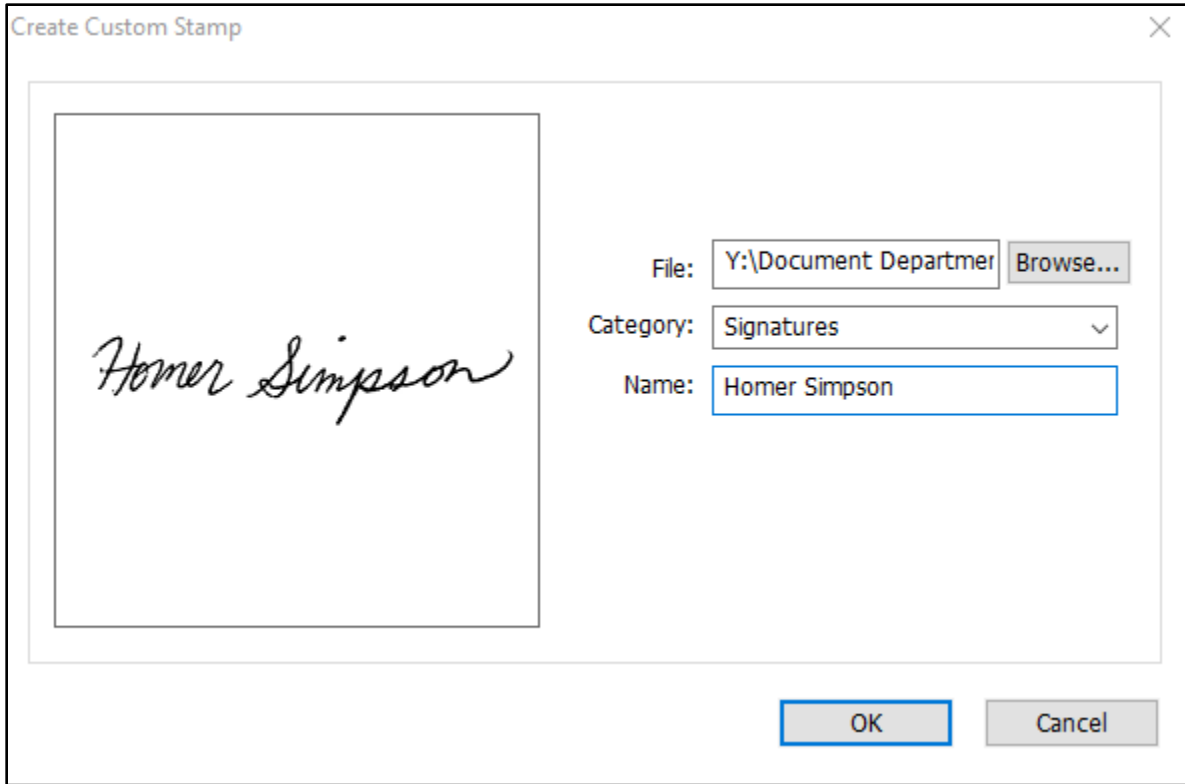 Create Custom Stamp
Homer Simpson
File: Y:\Document Departmer Browse...
Category: Signatures
Name: Homer Simpson
OK Cancel